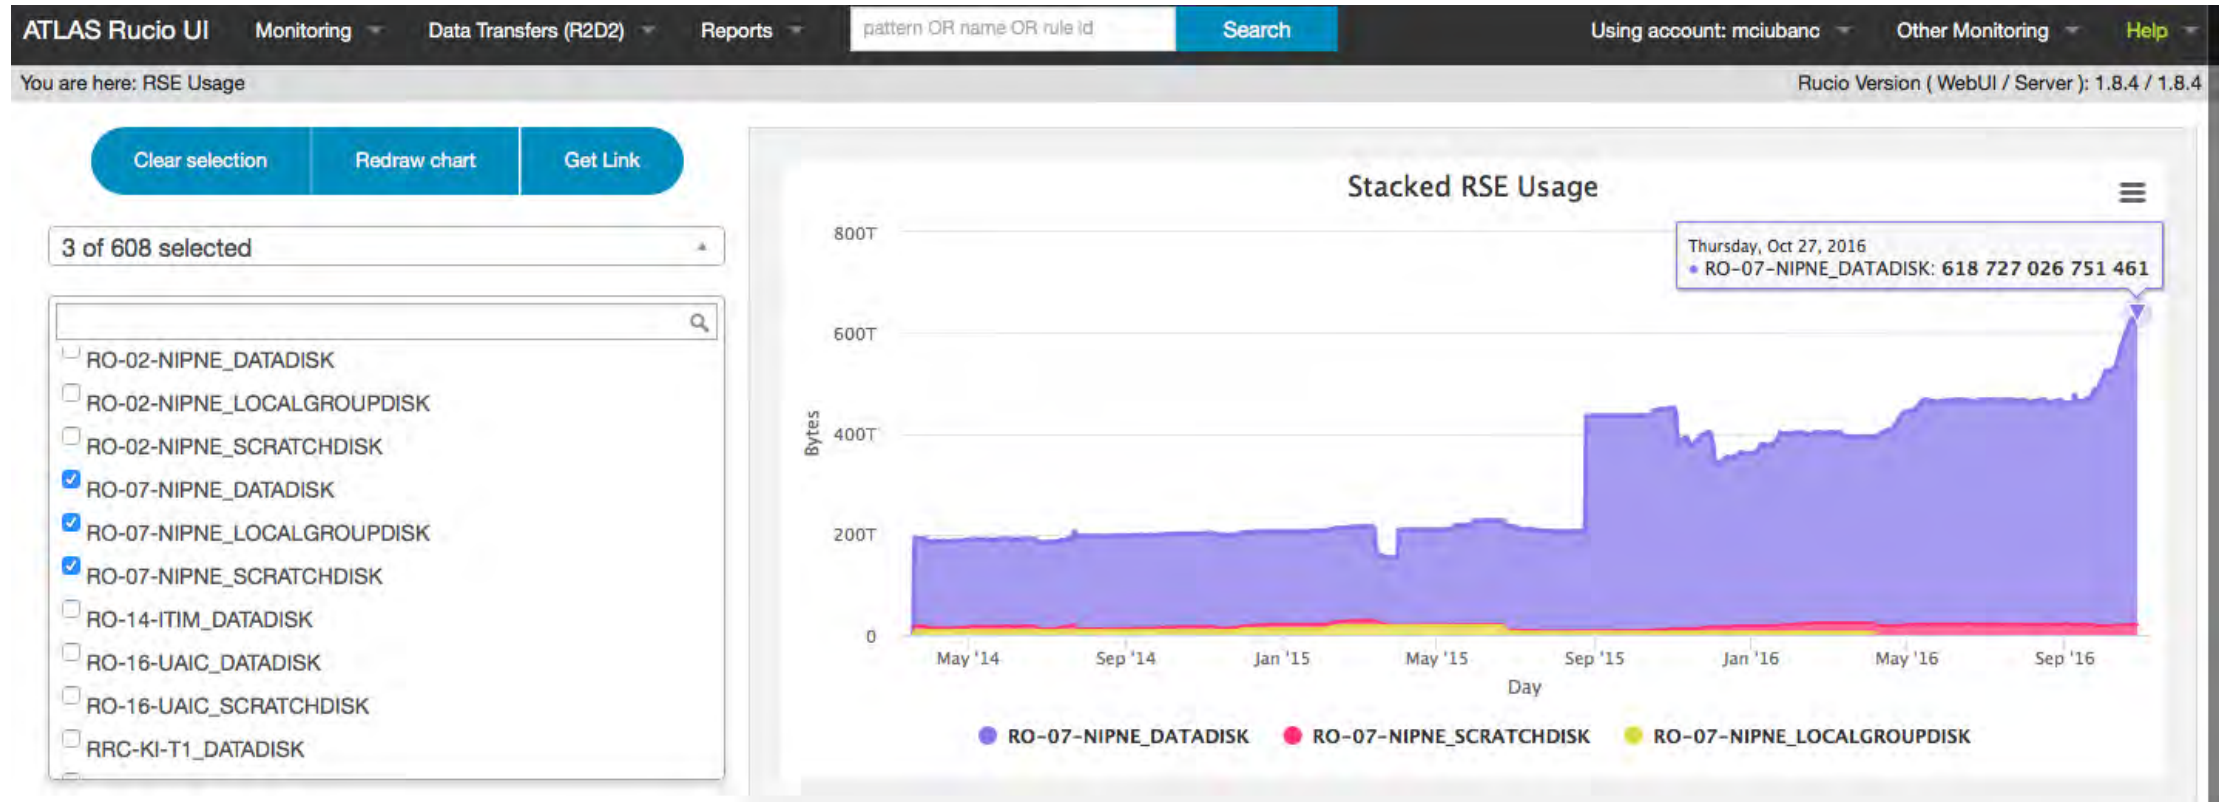 ATLAS Rucio UI Monitoring Data Transfers (R2D2) Reports pattern OR name OR rule id Search Using account: mciubanc Other Monitoring Help
You are here: RSE Usage Rucio Version ( WebUI / Server ): 1.8.4 / 1.8.4
Clear selection Redraw chart Get Link
3 of 608 selected
RO-02-NIPNE_DATADISK
RO-02-NIPNE_LOCALGROUPDISK
RO-02-NIPNE_SCRATCHDISK
RO-07-NIPNE_DATADISK
RO-07-NIPNE_LOCALGROUPDISK
RO-07-NIPNE_SCRATCHDISK
RO-14-ITIM_DATADISK
RO-16-UAIC_DATADISK
RO-16-UAIC_SCRATCHDISK
RRC-KI-T1_DATADISK
Stacked RSE Usage
Thursday, Oct 27, 2016
RO-07-NIPNE_DATADISK: 618 727 026 751 461
800T
600T
400T
200T
0
Bytes
May '14 Sep '14 Jan '15 May '15 Sep '15 Jan '16 May '16 Sep '16
Day
RO-07-NIPNE_DATADISK RO-07-NIPNE_SCRATCHDISK RO-07-NIPNE_LOCALGROUPDISK